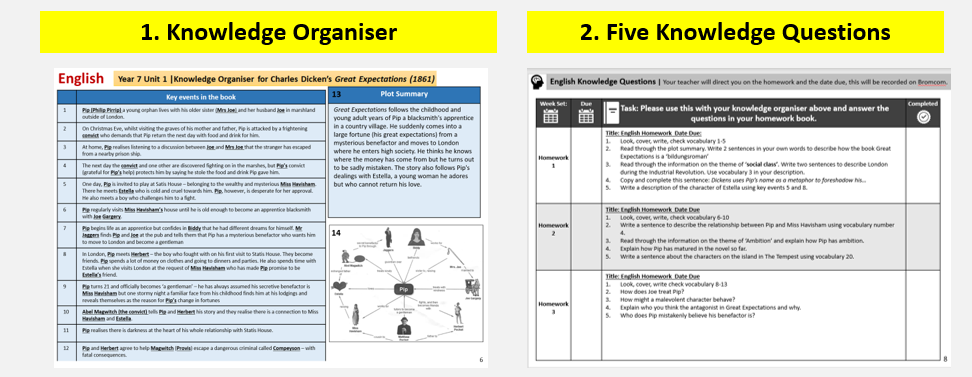 1. Knowledge Organiser
English
Year 7 Unit 1 |Knowledge Organiser for Charles Dicken's Great Expectations (1861)
Key events in the book
1 Pip (Philip Pirrip) a young orphan lives with his older sister (Mrs Joe) and her husband Joe in marshland
outside of London.
2 On Christmas Eve, whilst visiting the graves of his mother and father, Pip is attacked by a frightening
convict who demands that Pip return the next day with food and drink for him.
3 At home, Pip realises listening to a discussion between Joe and Mrs Joe that the stranger has escaped
from a nearby prison ship.
4 The next day the convict and one other are discovered fighting on in the marshes, but Pip's convict
(grateful for Pip's help) protects him by saying he stole the food and drink Pip gave him.
5 One day, Pip is invited to play at Satis House – belonging to the wealthy and mysterious Miss Havisham.
There he meets Estella who is cold and cruel towards him. Pip, however, is desperate for her approval.
He also meets a boy who challenges him to a fight.
6 Pip regularly visits Miss Havisham's house until he is old enough to become an apprentice blacksmith
with Joe Gargery.
7 Pip begins life as an apprentice but confides in Biddy that he had different dreams for himself. Mr
Jaggers finds Pip and Joe at the pub and tells them that Pip has a mysterious benefactor who wants him
to move to London and become a gentleman
8 In London, Pip meets Herbert – the boy who fought with on his first visit to Satis House. They become
friends. Pip spends a lot of money on clothes and going to dinners and parties. He also spends time
with Estella when she visits London at the request of Miss Havisham who has made Pip promise to be
Estella's friend.
9 Pip turns 21 and officially becomes 'a gentleman' – he has always assumed his secretive benefactor is
Miss Havisham but one stormy night a familiar face from his childhood finds him at his lodgings and
reveals themselves as the reason for Pip's change in fortunes
10 Abel Magwitch (the convict) tells Pip and Herbert his story and they realise there is a connection to Miss
Havisham and Estella.
11 Pip realises there is darkness at the heart of his whole relationship with Statis House.
12 Pip and Herbert agree to help Magwitch (Provis) escape a dangerous criminal called Compeyson – with
fatal consequences.
13 Plot Summary
Great Expectations follows the childhood and
young adult years of Pip a blacksmith's apprentice
in a country village. He suddenly comes into a
large fortune (his great expectations) from a
mysterious benefactor and moves to London
where he enters high society. He thinks he knows
where the money has come from but he turns out
to be sadly mistaken. The story also follows Pip's
dealings with Estella, a young woman he adores
but who cannot return his love.
14
Pip
6
2. Five Knowledge Questions
English Knowledge Questions | Your teacher will direct you on the homework and the date due, this will be recorded on Bromcom.
Week Set: Due Task: Please use this with your knowledge organiser above and answer the Completed
questions in your homework book.
Homework
1
Title: English Homework Date Due:
1. Look, cover, write, check vocabulary 1-5
2. Read through the plot summary. Write 2 sentences in your own words to describe how the book Great
Expectations is a 'bildungsroman'
3. Read through the information on the theme of 'social class'. Write two sentences to describe London
during the Industrial Revolution. Use vocabulary 3 in your description.
4. Copy and complete this sentence: Dickens uses Pip's name as a metaphor to foreshadow his...
5. Write a description of the character of Estella using key events 5 and 8.
Homework
2
Title: English Homework Date Due:
1. Look, cover, write, check vocabulary 6-10
2. Write a sentence to describe the relationship between Pip and Miss Havisham using vocabulary number
4.
3. Read through the information on the theme of 'Ambition' and explain how Pip has ambition.
4. Explain how Pip matured in the novel so far.
5. Write a sentence about the characters on the island in The Tempest using vocabulary 20.
Homework
3
Title: English Homework Date Due:
1. Look, cover, write check vocabulary 8-13
2. How does Joe treat Pip?
3. How might a malevolent character behave?
4. Explain who you think the antagonist in Great Expectations and why.
5. Who does Pip mistakenly believe his benefactor is?
8